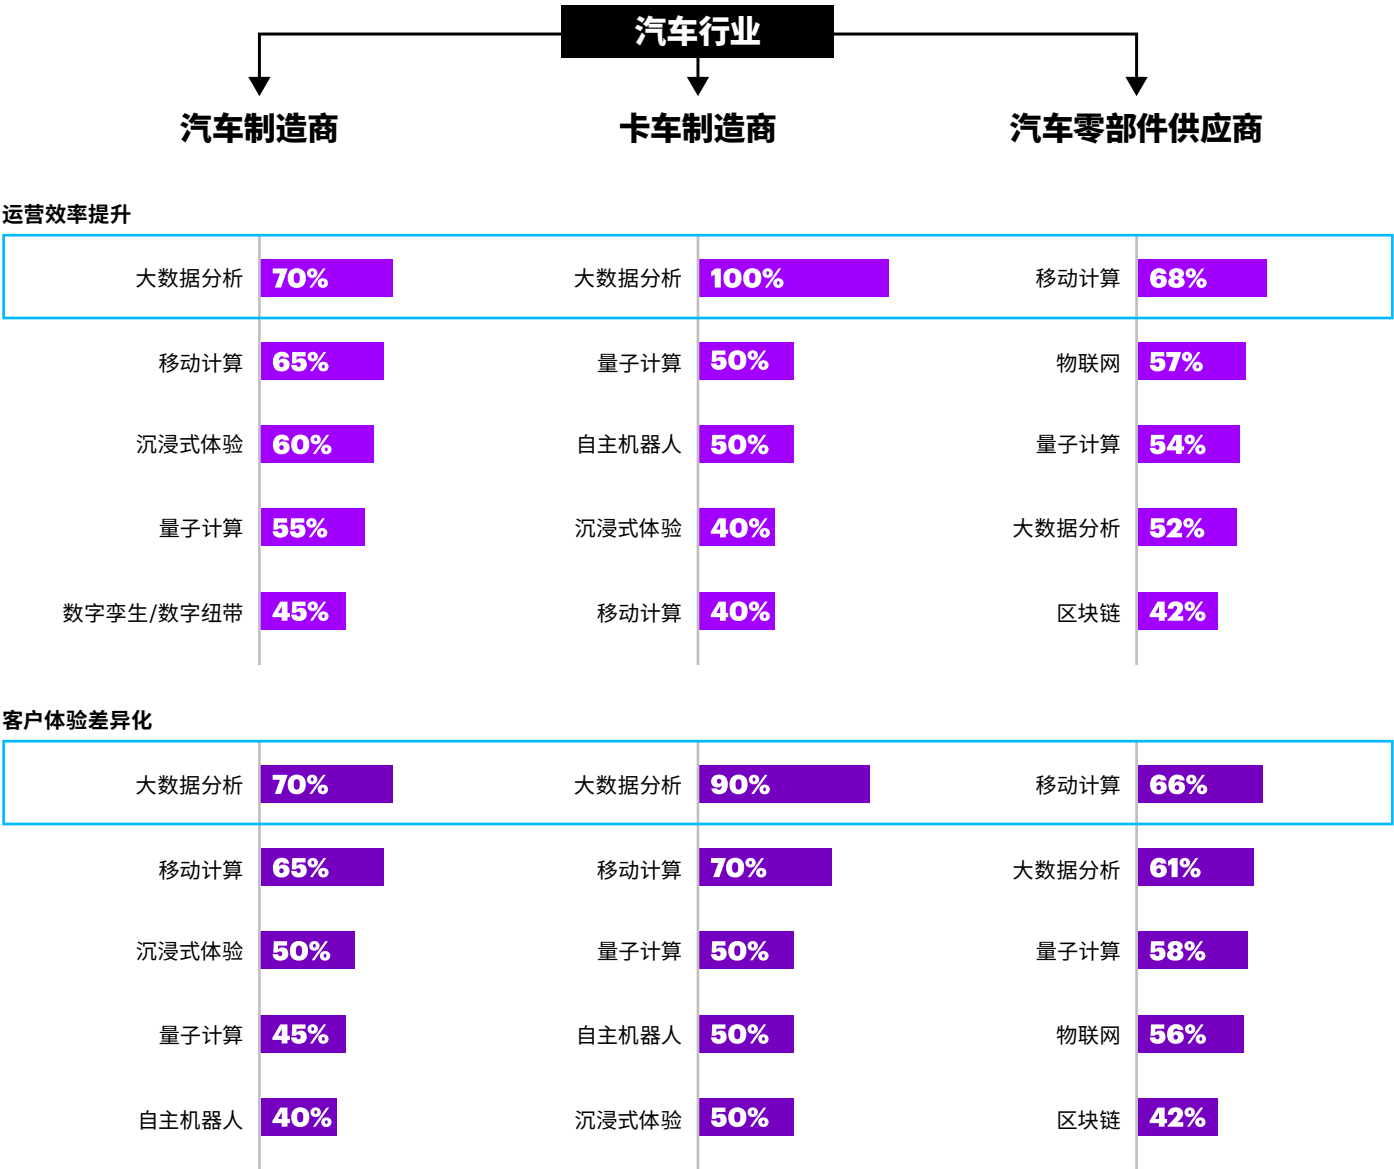 汽车行业
汽车制造商 卡车制造商 汽车零部件供应商
运营效率提升
大数据分析 70% 大数据分析 100% 移动计算 68%
移动计算 65% 量子计算 50% 物联网 57%
沉浸式体验 60% 自主机器人 50% 量子计算 54%
量子计算 55% 沉浸式体验 40% 大数据分析 52%
数字孪生/数字纽带 45% 移动计算 40% 区块链 42%
客户体验差异化
大数据分析 70% 大数据分析 90% 移动计算 66%
移动计算 65% 移动计算 70% 大数据分析 61%
沉浸式体验 50% 量子计算 50% 量子计算 58%
量子计算 45% 自主机器人 50% 物联网 56%
自主机器人 40% 沉浸式体验 50% 区块链 42%